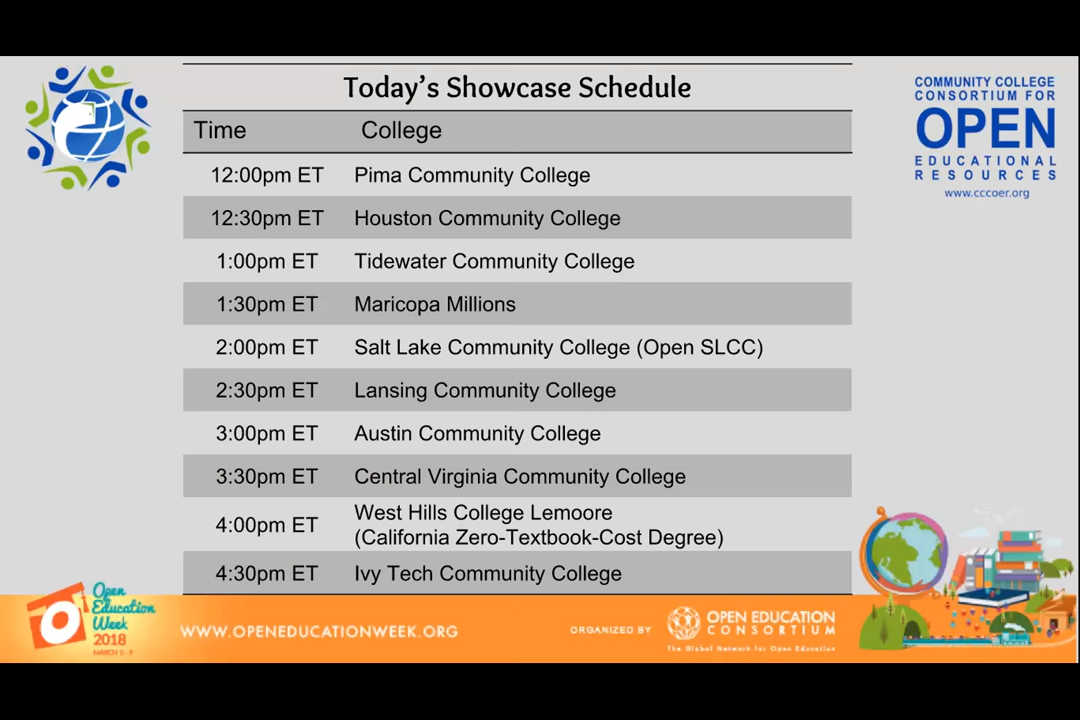 Today's Showcase Schedule
COMMUNITY COLLEGE
CONSORTIUM FOR
OPEN
EDUCATIONAL
RESOURCES
www.cccoer.org
Time College
12:00pm ET Pima Community College
12:30pm ET Houston Community College
1:00pm ET Tidewater Community College
1:30pm ET Maricopa Millions
2:00pm ET Salt Lake Community College (Open SLCC)
2:30pm ET Lansing Community College
3:00pm ET Austin Community College
3:30pm ET Central Virginia Community College
4:00pm ET West Hills College Lemoore
(California Zero-Textbook-Cost Degree)
4:30pm ET Ivy Tech Community College
Open
Education
Week
2018
MARCH 5 - 9
WWW.OPENEDUCATIONWEEK.ORG
ORGANIZED BY
OPEN EDUCATION
CONSORTIUM
The Global Network for Open Education